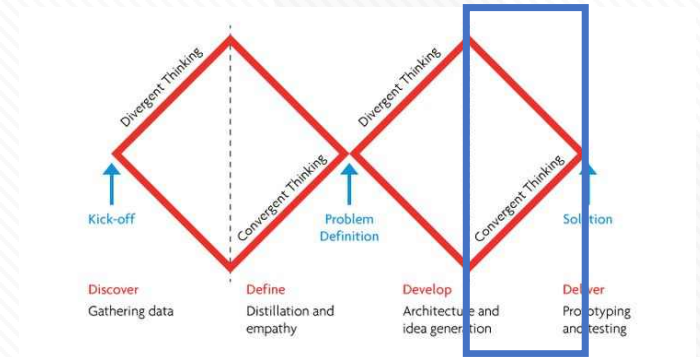 Divergent Thinking
Convergent Thinking
Divergent Thinking
Convergent Thinking
Kick-off
Problem
Definition
Solution
Discover
Gathering data
Define
Distillation and
empathy
Develop
Architecture and
idea generation
Deliver
Prototyping
and testing